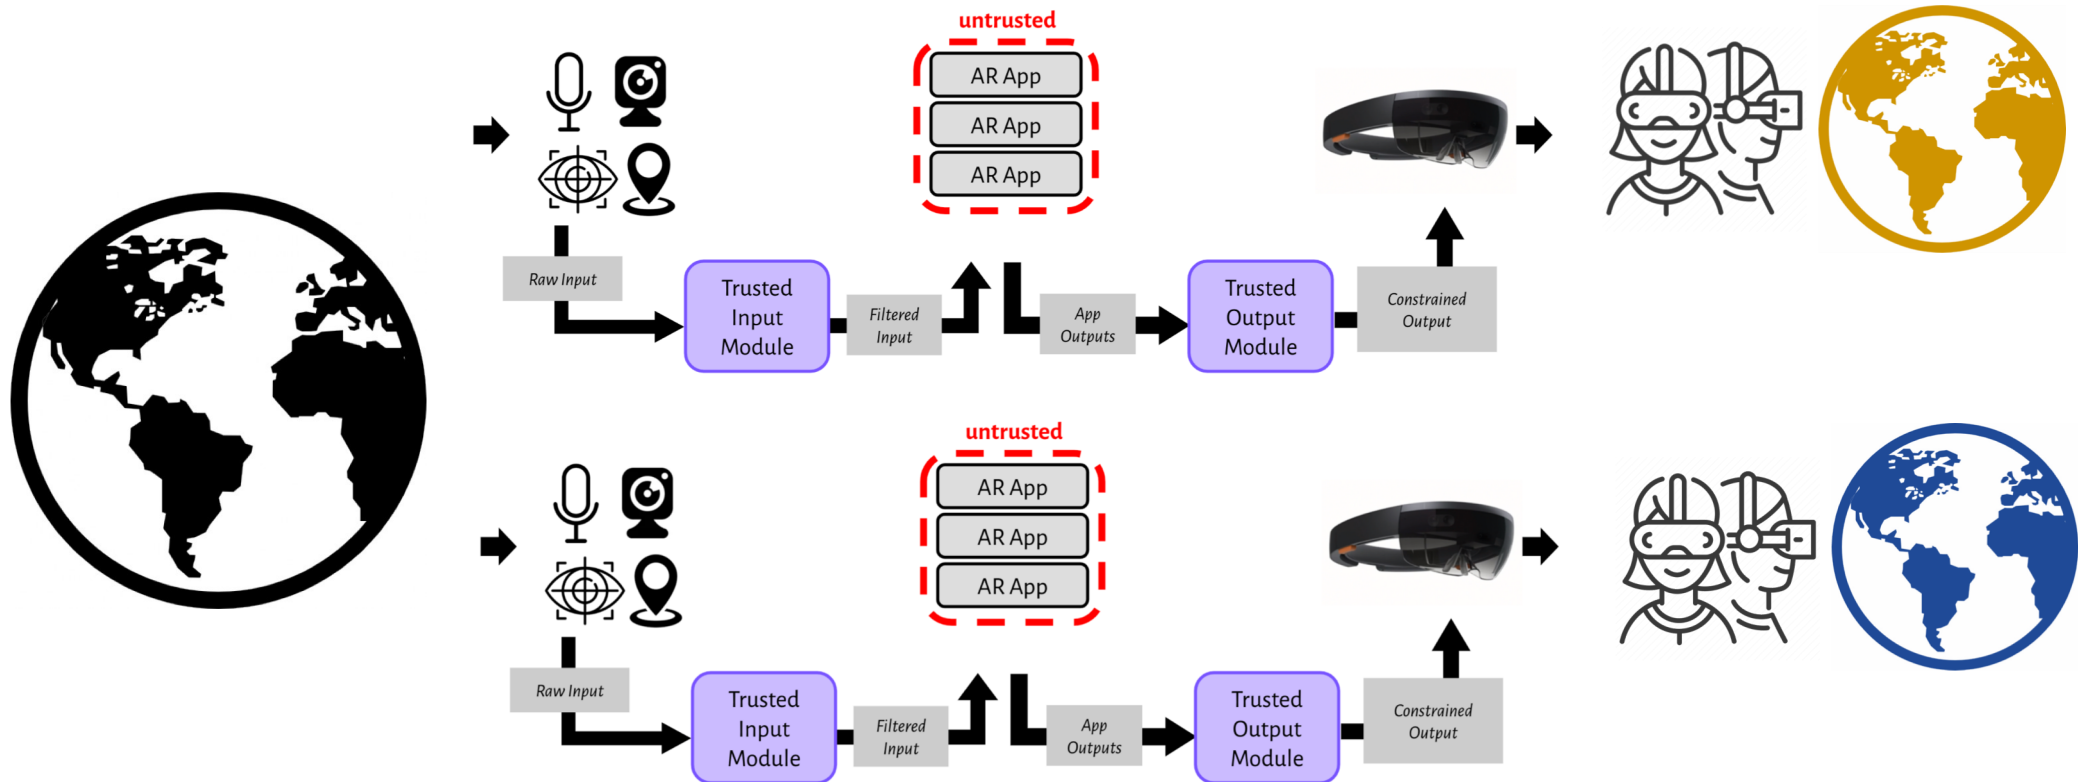 untrusted
AR App
AR App
AR App
Raw Input
Trusted
Input
Module
Filtered
Input
App
Outputs
Trusted
Output
Module
Constrained
Output
untrusted
AR App
AR App
AR App
Raw Input
Trusted
Input
Module
Filtered
Input
App
Outputs
Trusted
Output
Module
Constrained
Output